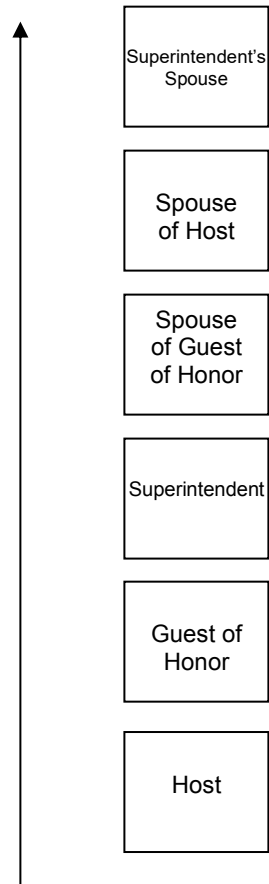 Superintendent’s
Spouse
Spouse
of Host
Spouse
of Guest
of Honor
Superintendent
Guest of
Honor
Host